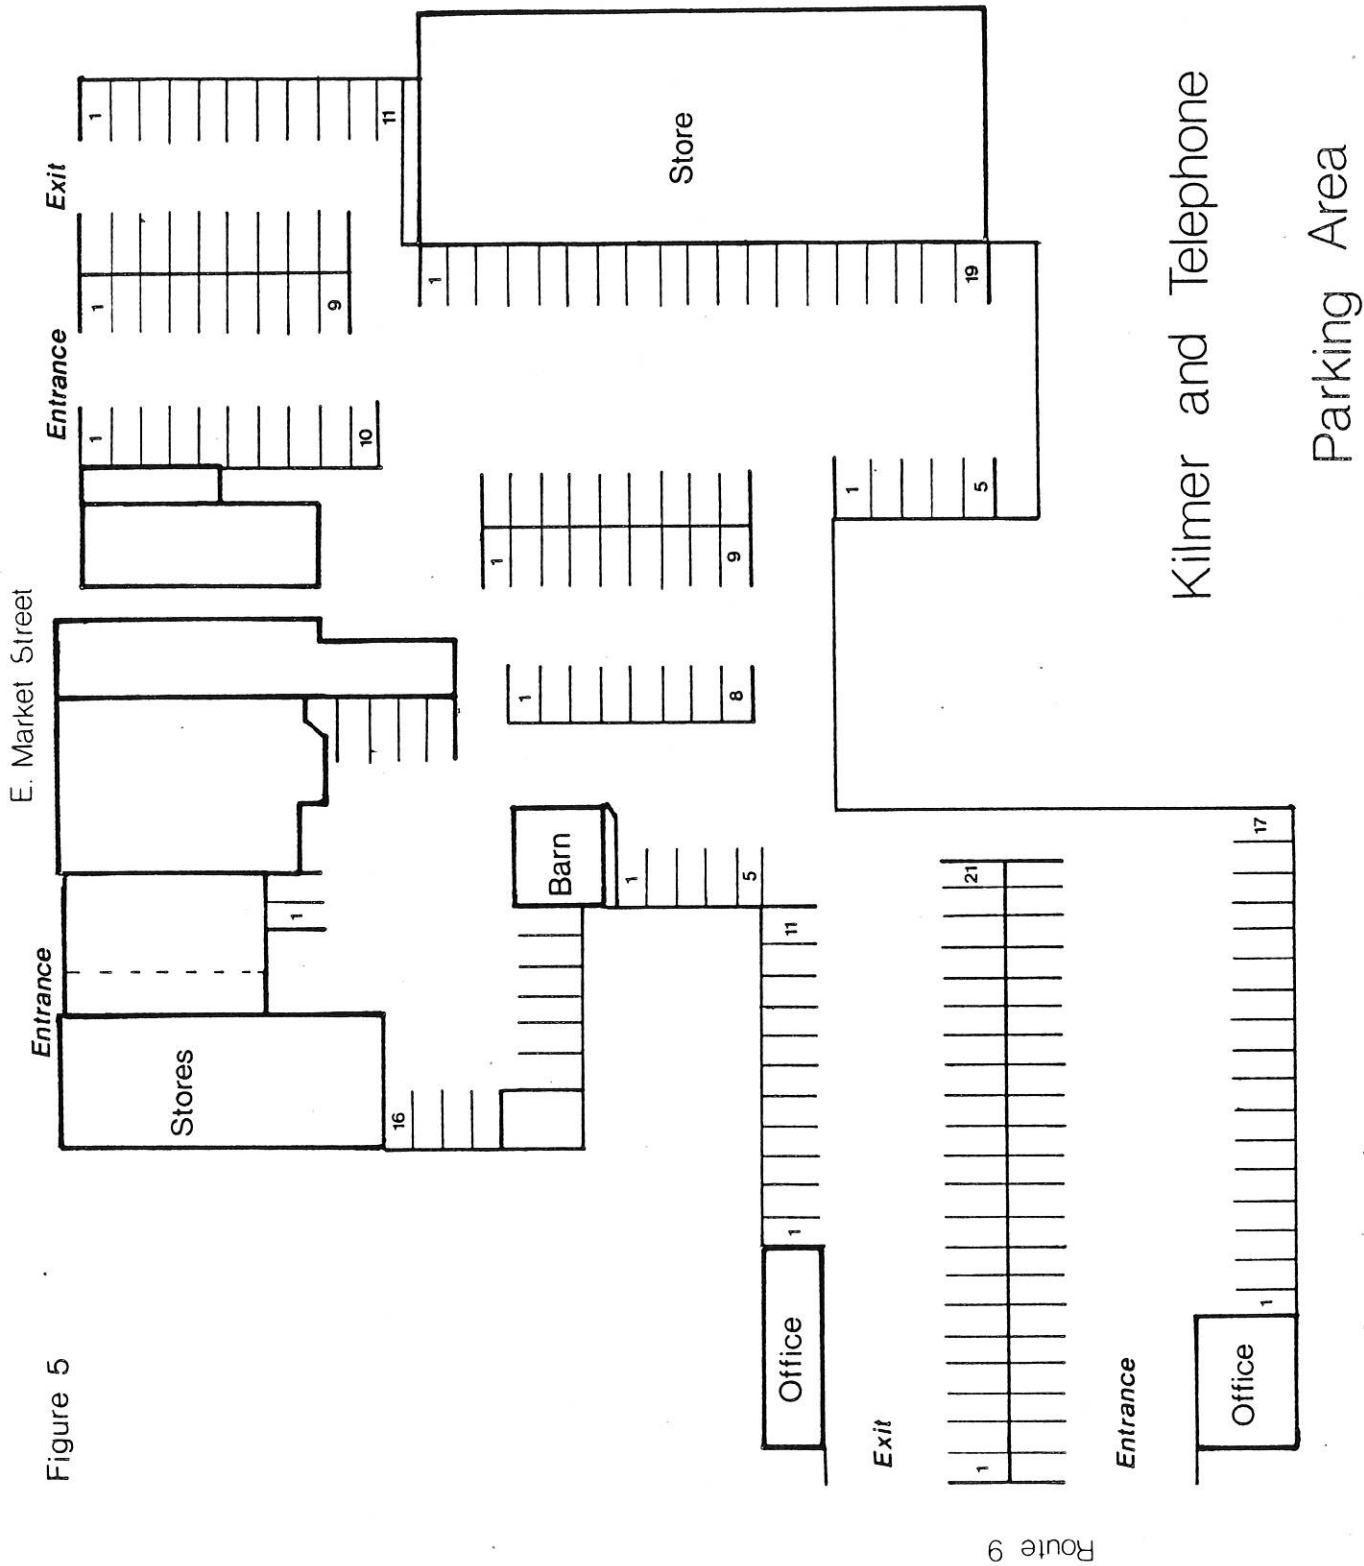 Figure 5
E. Market Street
Entrance
Entrance
Exit
Stores
1
1
1
1
16
10
9
11
Barn
1
1
1
1
Store
5
8
9
1
5
19
Office
1
11
Exit
1
21
Entrance
Office
1
17
Route 9
Kilmer and Telephone
Parking Area